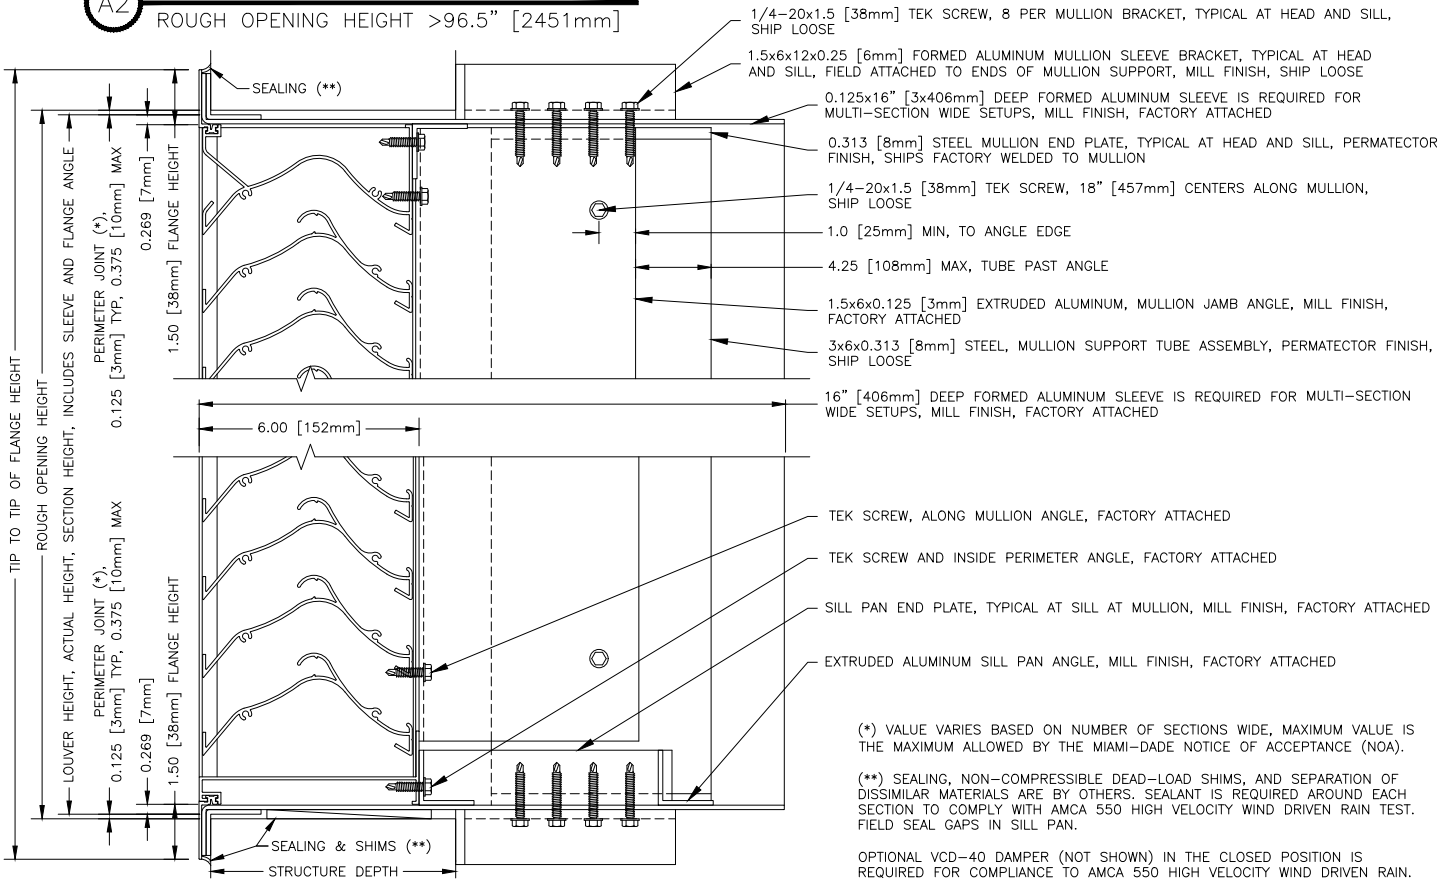 A2
ROUGH OPENING HEIGHT >96.5" [2451mm]
1/4-20x1.5 [38mm] TEK SCREW, 8 PER MULLION BRACKET, TYPICAL AT HEAD AND SILL,
SHIP LOOSE
1.5x6x12x0.25 [6mm] FORMED ALUMINUM MULLION SLEEVE BRACKET, TYPICAL AT HEAD
AND SILL, FIELD ATTACHED TO ENDS OF MULLION SUPPORT, MILL FINISH, SHIP LOOSE
0.125x16" [3x406mm] DEEP FORMED ALUMINUM SLEEVE IS REQUIRED FOR
MULTI-SECTION WIDE SETUPS, MILL FINISH, FACTORY ATTACHED
0.313 [8mm] STEEL MULLION END PLATE, TYPICAL AT HEAD AND SILL, PERMATECTOR
FINISH, SHIPS FACTORY WELDED TO MULLION
1/4-20x1.5 [38mm] TEK SCREW, 18" [457mm] CENTERS ALONG MULLION,
SHIP LOOSE
1.0 [25mm] MIN, TO ANGLE EDGE
4.25 [108mm] MAX, TUBE PAST ANGLE
1.5x6x0.125 [3mm] EXTRUDED ALUMINUM, MULLION JAMB ANGLE, MILL FINISH,
FACTORY ATTACHED
3x6x0.313 [8mm] STEEL, MULLION SUPPORT TUBE ASSEMBLY, PERMATECTOR FINISH,
SHIP LOOSE
16" [406mm] DEEP FORMED ALUMINUM SLEEVE IS REQUIRED FOR MULTI-SECTION
WIDE SETUPS, MILL FINISH, FACTORY ATTACHED
TEK SCREW, ALONG MULLION ANGLE, FACTORY ATTACHED
TEK SCREW AND INSIDE PERIMETER ANGLE, FACTORY ATTACHED
SILL PAN END PLATE, TYPICAL AT SILL AT MULLION, MILL FINISH, FACTORY ATTACHED
EXTRUDED ALUMINUM SILL PAN ANGLE, MILL FINISH, FACTORY ATTACHED
(*) VALUE VARIES BASED ON NUMBER OF SECTIONS WIDE, MAXIMUM VALUE IS
THE MAXIMUM ALLOWED BY THE MIAMI-DADE NOTICE OF ACCEPTANCE (NOA).
(**) SEALING, NON-COMPRESSIBLE DEAD-LOAD SHIMS, AND SEPARATION OF
DISSIMILAR MATERIALS ARE BY OTHERS. SEALANT IS REQUIRED AROUND EACH
SECTION TO COMPLY WITH AMCA 550 HIGH VELOCITY WIND DRIVEN RAIN TEST.
FIELD SEAL GAPS IN SILL PAN.
OPTIONAL VCD-40 DAMPER (NOT SHOWN) IN THE CLOSED POSITION IS
REQUIRED FOR COMPLIANCE TO AMCA 550 HIGH VELOCITY WIND DRIVEN RAIN.
SEALING (**)
6.00 [152mm]
SEALING & SHIMS (**)
STRUCTURE DEPTH
TIP TO TIP OF FLANGE HEIGHT
ROUGH OPENING HEIGHT
LOUVER HEIGHT, ACTUAL HEIGHT, SECTION HEIGHT, INCLUDES SLEEVE AND FLANGE ANGLE
PERIMETER JOINT (*),
0.125 [3mm] TYP, 0.375 [10mm] MAX
0.269 [7mm]
1.50 [38mm] FLANGE HEIGHT
PERIMETER JOINT (*),
0.125 [3mm] TYP, 0.375 [10mm] MAX
0.269 [7mm]
1.50 [38mm] FLANGE HEIGHT